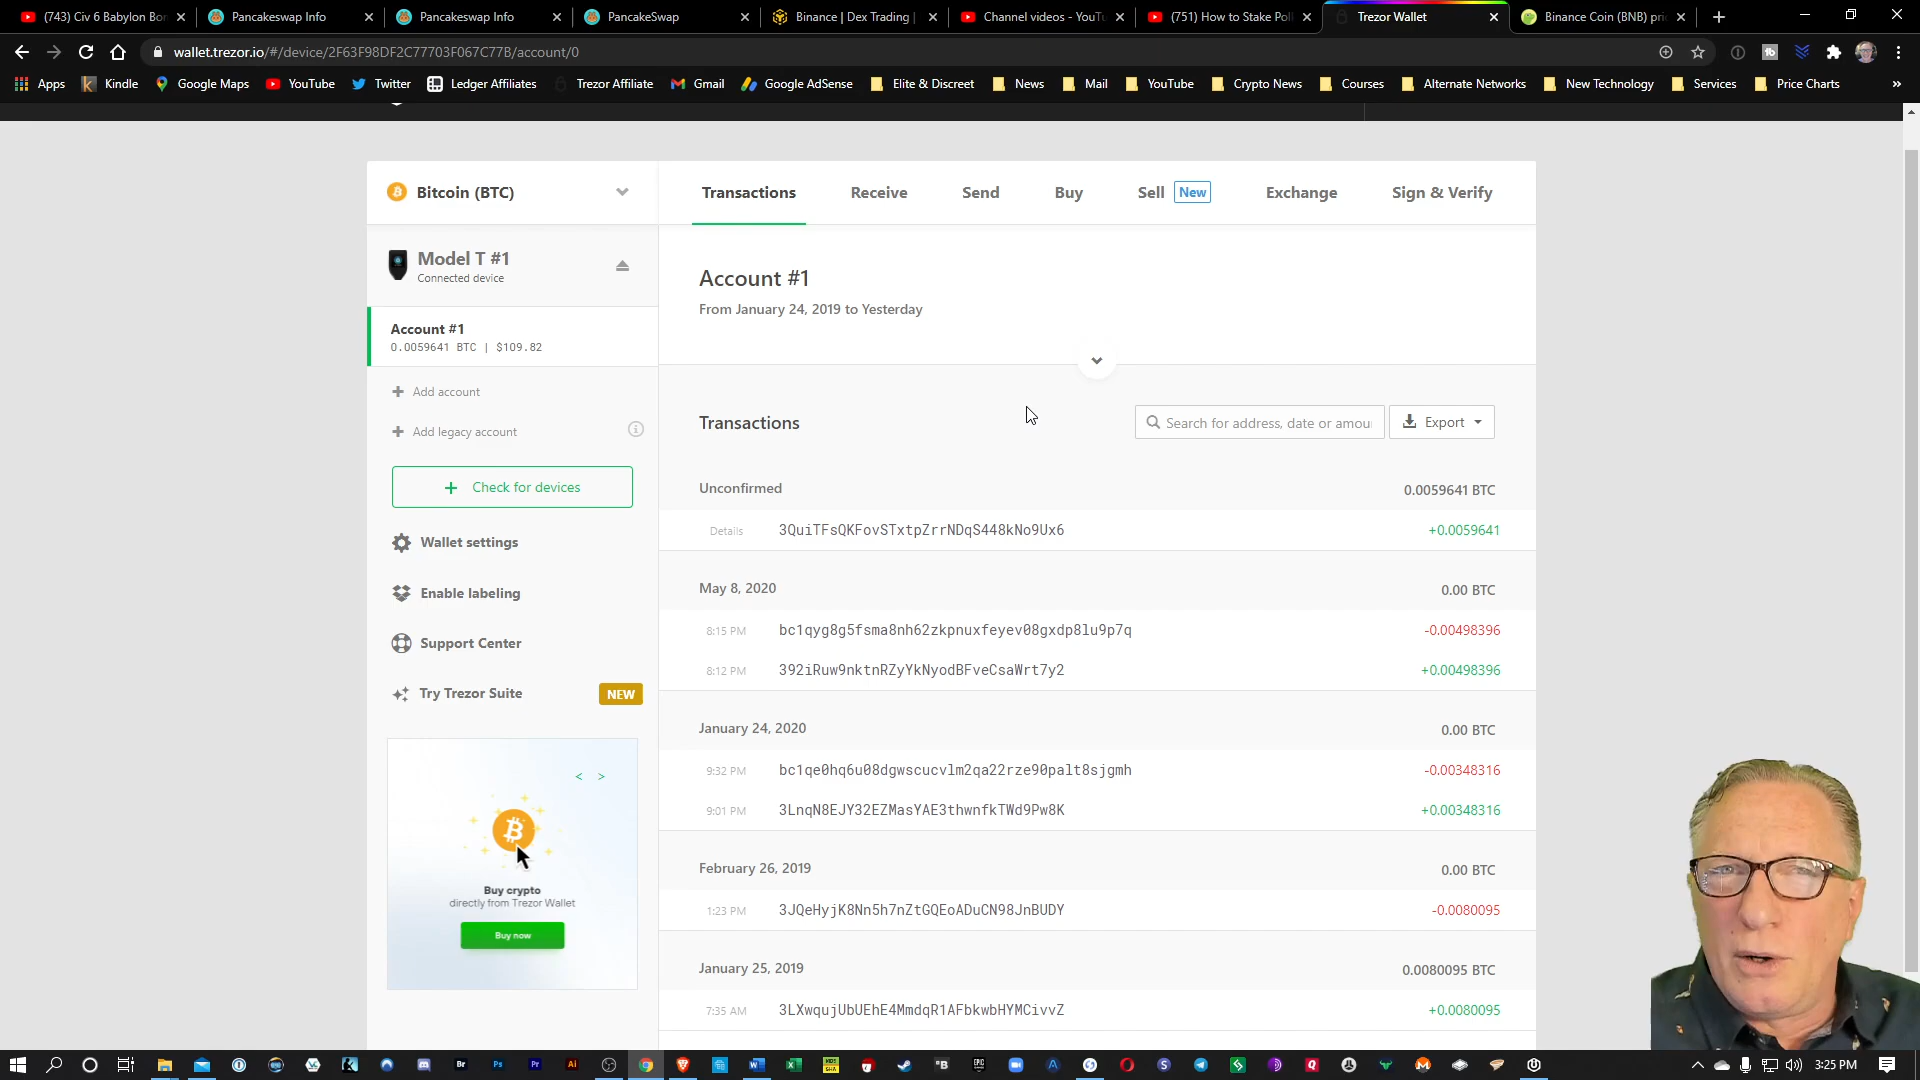 (743) Civ 6 Babylon Bo
Pancakeswap Info
Pancakeswap Info
PancakeSwap
Binance | Dex Trading |
Channel videos - YouTu
(751) How to Stake Pol
Trezor Wallet
Binance Coin (BNB) pri
wallet.trezor.io/#/device/2F63F98DF2C77703F067C77B/account/0
Apps
Kindle
Google Maps
YouTube
Twitter
Ledger Affiliates
Trezor Affiliate
Gmail
Google AdSense
Elite & Discreet
News
Mail
YouTube
Crypto News
Courses
Alternate Networks
New Technology
Services
Price Charts
»
Bitcoin (BTC)
Transactions
Receive
Send
Buy
Sell
New
Exchange
Sign & Verify
Model T #1
Connected device
Account #1
0.0059641 BTC | $109.82
Add account
Add legacy account
Check for devices
Wallet settings
Enable labeling
Support Center
Try Trezor Suite
NEW
< >
Buy crypto
directly from Trezor Wallet
Buy now
Account #1
From January 24, 2019 to Yesterday
Transactions
Search for address, date or amou
Export
Unconfirmed
0.0059641 BTC
Details
3QuiTFsQKFovSTxtpZrrNDqS448kNo9Ux6
+0.0059641
May 8, 2020
0.00 BTC
8:15 PM
bc1qyg8g5fsma8nh62zkpnuxfeyev08gxdp8lu9p7q
-0.00498396
8:12 PM
392iRuw9nktnRZyYkNyodBFveCsaWrt7y2
+0.00498396
January 24, 2020
0.00 BTC
9:32 PM
bc1qe0hq6u08dgwscucvlm2qa22rze90palt8sjgmh
-0.00348316
9:01 PM
3LnqN8EJY32EZMasYAE3thwnfkTWd9Pw8K
+0.00348316
February 26, 2019
0.00 BTC
1:23 PM
3JQeHyjK8Nn5h7nZtGQEoADuCN98JnBUDY
-0.0080095
January 25, 2019
0.0080095 BTC
7:35 AM
3LXwqujUbUEhE4MmdqR1AFbkwbHYMCivvZ
+0.0080095
3:25 PM